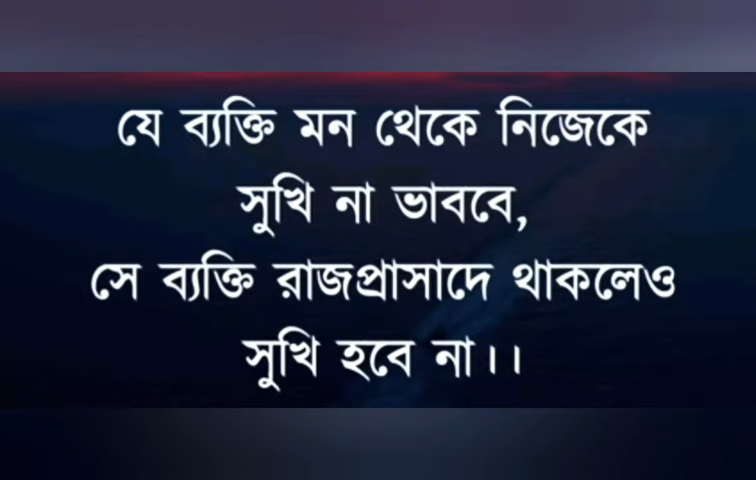 যে ব্যক্তি মন থেকে নিজেকে
সুখি না ভাববে,
সে ব্যক্তি রাজপ্রাসাদে থাকলেও
সুখি হবে না।।